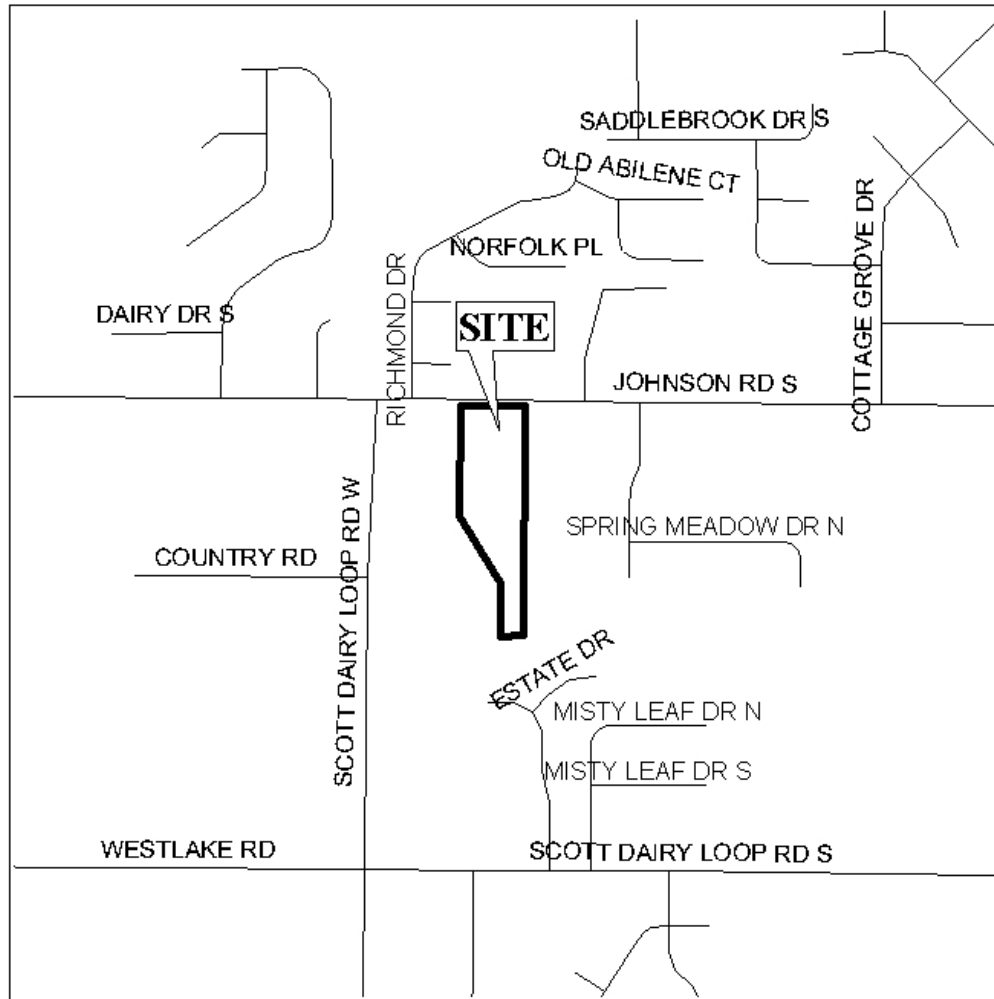 SADDLEBROOK DR S
OLD ABILENE CT
NORFOLK PL
RICHMOND DR
COTTAGE GROVE DR
DAIRY DR S
SITE
JOHNSON RD S
SCOTT DAIRY LOOP RD W
SPRING MEADOW DR N
COUNTRY RD
ESTATE DR
MISTY LEAF DR N
MISTY LEAF DR S
WESTLAKE RD
SCOTT DAIRY LOOP RD S